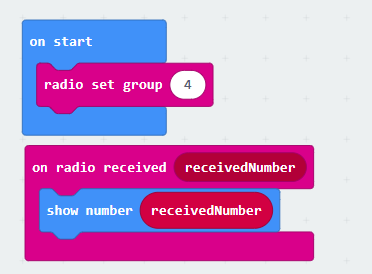 on start
radio set group 4
on radio received receivedNumber
show number receivedNumber